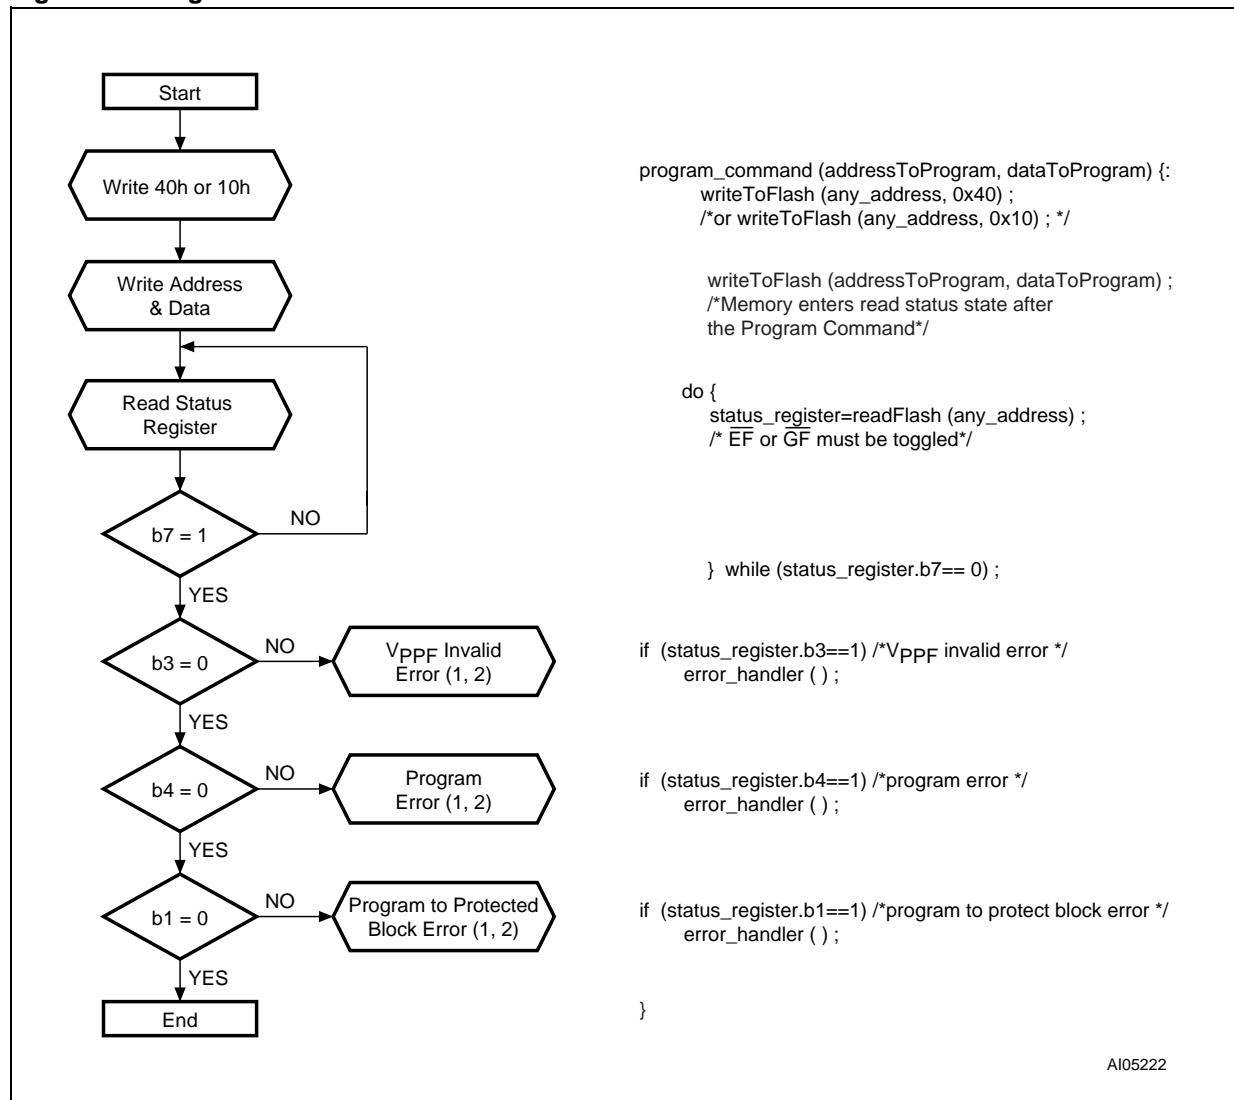 Start
Write 40h or 10h
Write Address
& Data
Read Status
Register
b7 = 1
NO
YES
b3 = 0
NO
VPPF Invalid
Error (1, 2)
YES
b4 = 0
NO
Program
Error (1, 2)
YES
b1 = 0
NO
Program to Protected
Block Error (1, 2)
YES
End
program_command (addressToProgram, dataToProgram) {:
writeToFlash (any_address, 0x40) ;
/*or writeToFlash (any_address, 0x10) ; */
writeToFlash (addressToProgram, dataToProgram) ;
/*Memory enters read status state after
the Program Command*/
do {
status_register=readFlash (any_address) ;
/* E̅F̅ or G̅F̅ must be toggled*/
} while (status_register.b7== 0) ;
if (status_register.b3==1) /*VPPF invalid error */
error_handler ( ) ;
if (status_register.b4==1) /*program error */
error_handler ( ) ;
if (status_register.b1==1) /*program to protect block error */
error_handler ( ) ;
}
AI05222